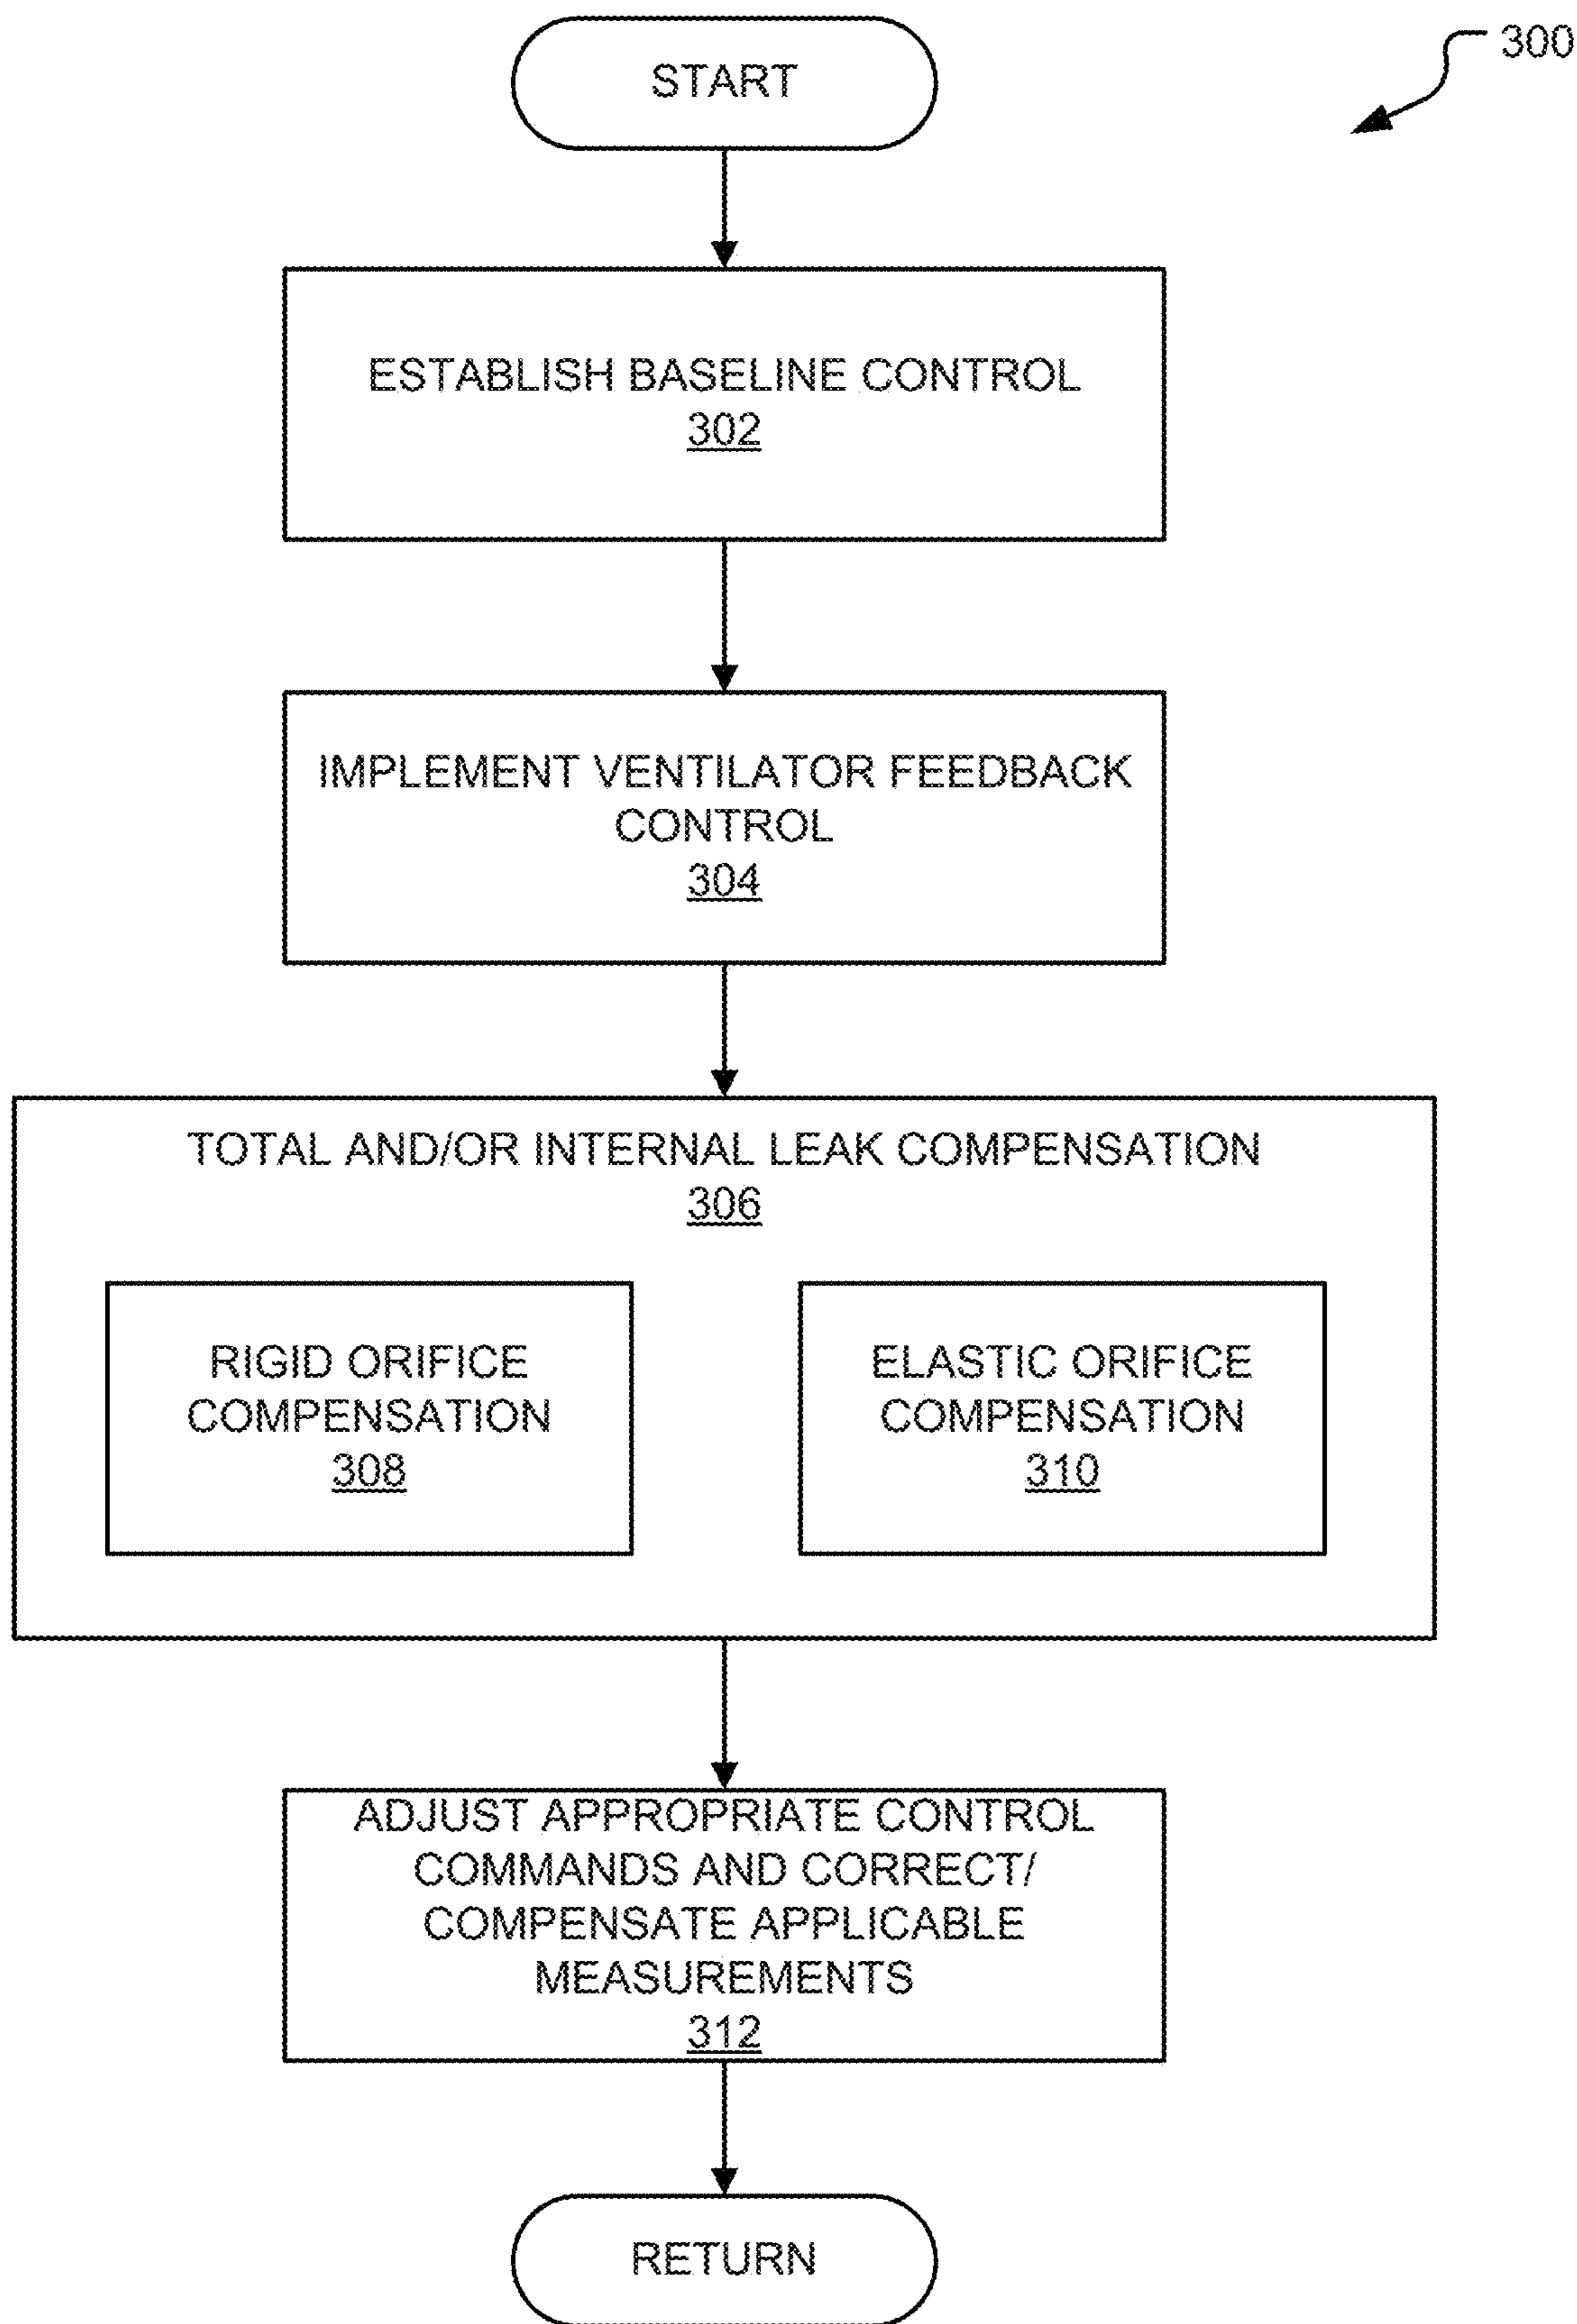 300
START
ESTABLISH BASELINE CONTROL
302
IMPLEMENT VENTILATOR FEEDBACK
CONTROL
304
TOTAL AND/OR INTERNAL LEAK COMPENSATION
306
RIGID ORIFICE
COMPENSATION
308
ELASTIC ORIFICE
COMPENSATION
310
ADJUST APPROPRIATE CONTROL
COMMANDS AND CORRECT/
COMPENSATE APPLICABLE
MEASUREMENTS
312
RETURN